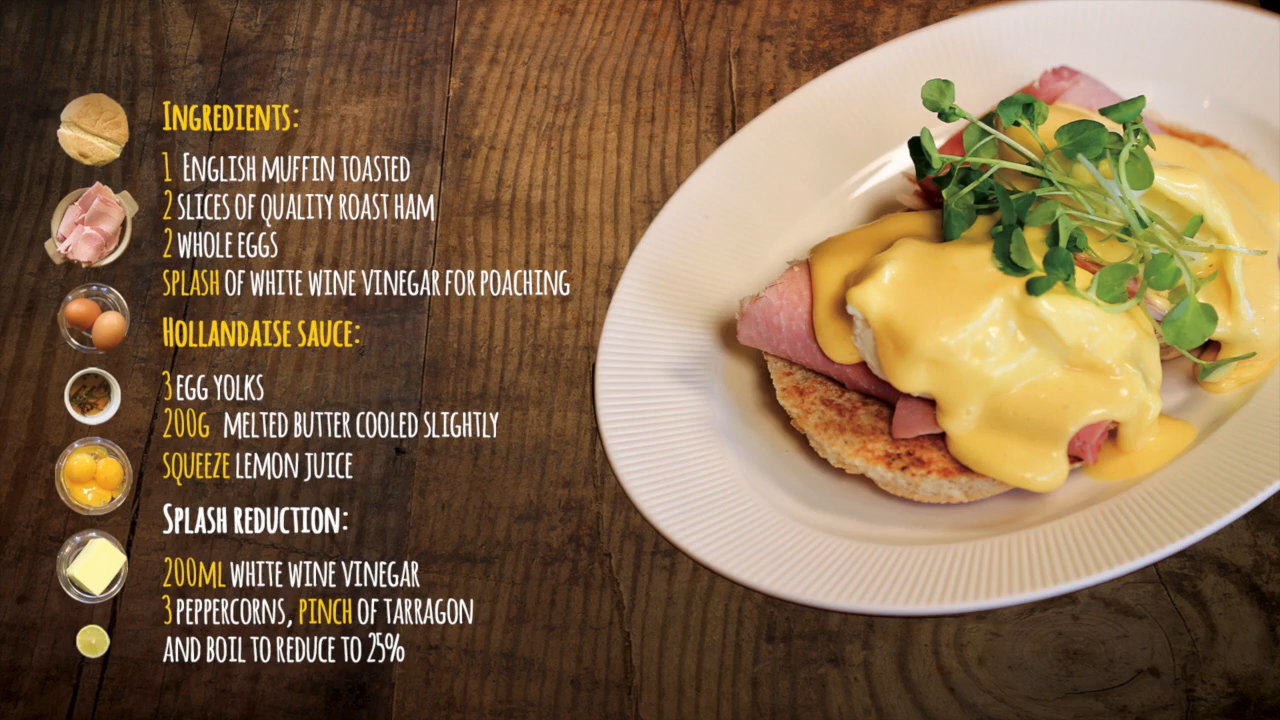 Ingredients:
1 English muffin toasted
2 slices of quality roast ham
2 whole eggs
splash of white wine vinegar for poaching
Hollandaise sauce:
3 egg yolks
200g melted butter cooled slightly
squeeze lemon juice
Splash reduction:
200ml white wine vinegar
3 peppercorns, pinch of tarragon
and boil to reduce to 25%